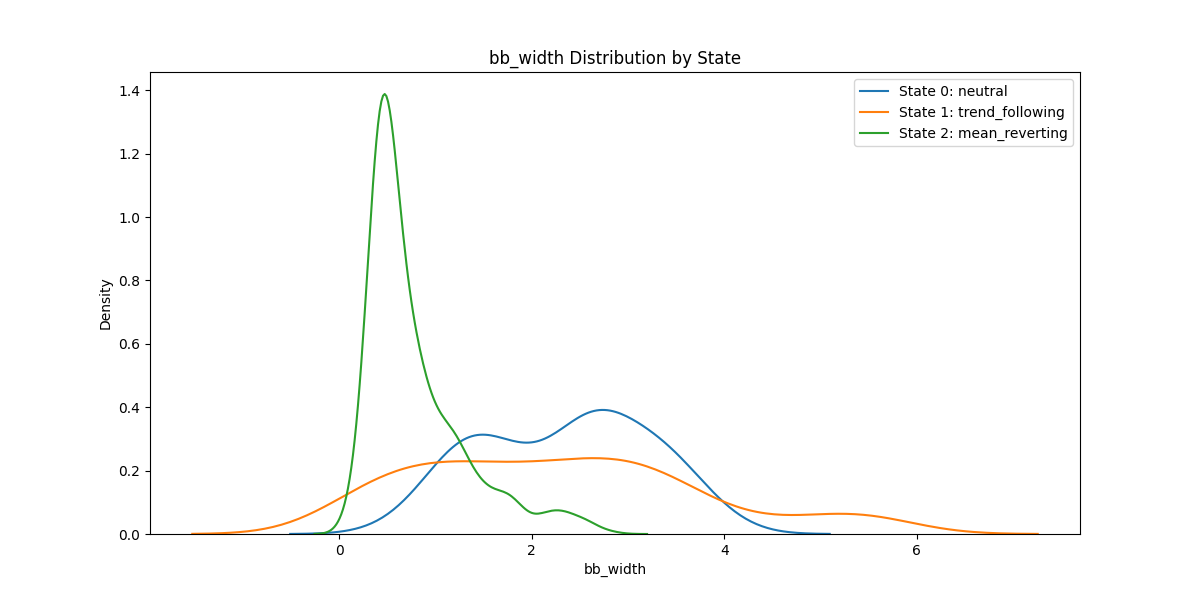 bb_width Distribution by State
State 0: neutral
State 1: trend_following
State 2: mean_reverting
Density
1.4
1.2
1.0
0.8
0.6
0.4
0.2
0.0
0
2
4
6
bb_width